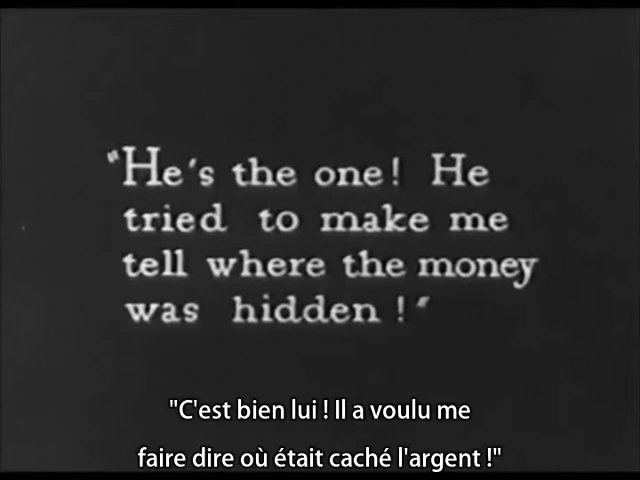 "He's the one! He
tried to make me
tell where the money
was hidden!"
"C'est bien lui ! Il a voulu me
faire dire où était caché l'argent !"